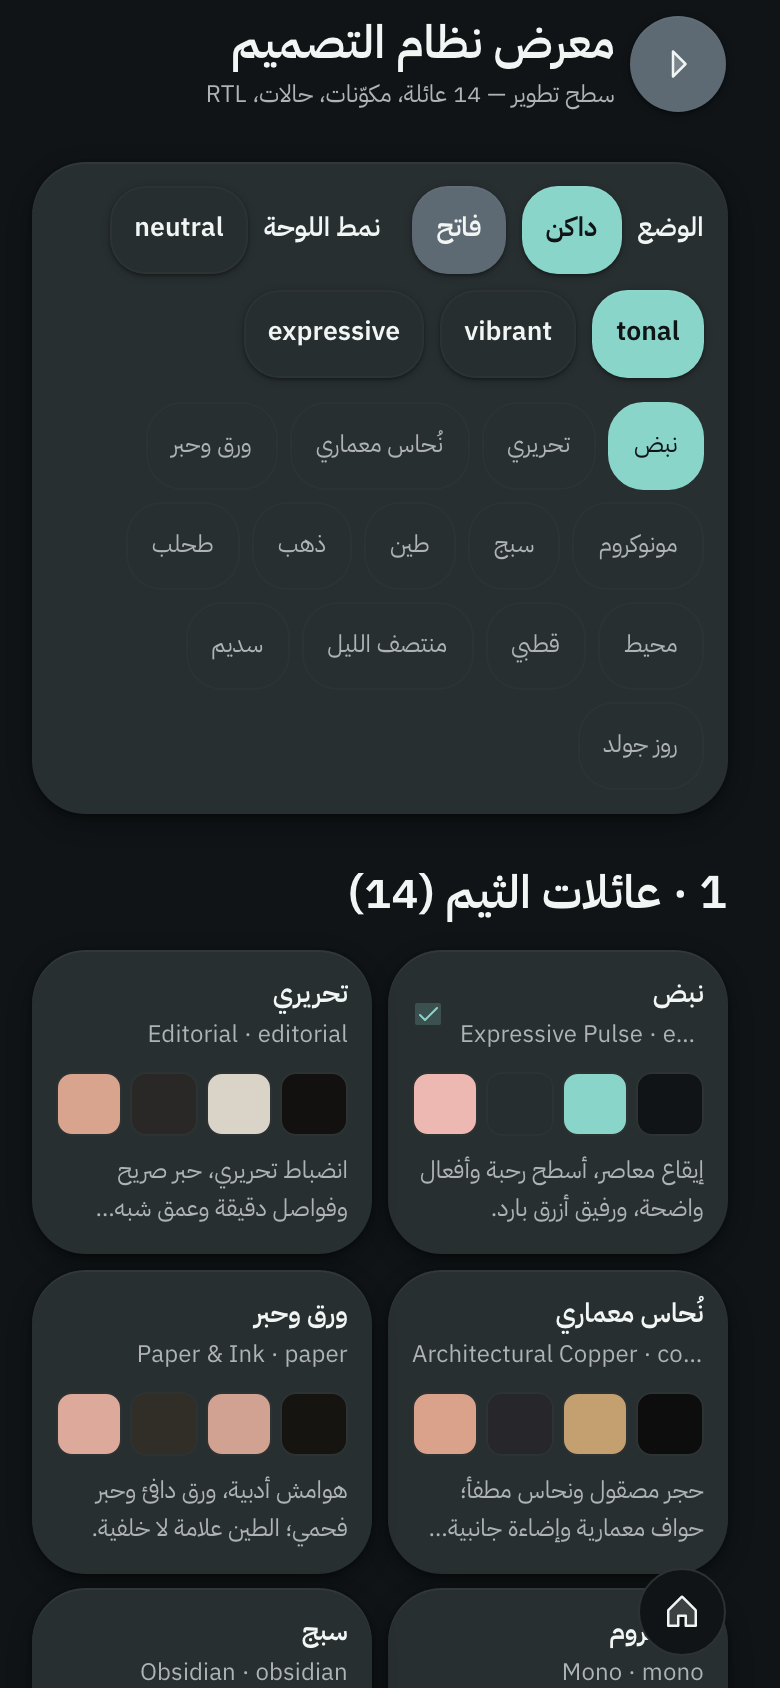 معرض نظام التصميم
سطح تطوير — 14 عائلة، مكوّنات، حالات، RTL
الوضع داكن فاتح نمط اللوحة neutral
tonal vibrant expressive
نبض تحريري نُحاس معماري ورق وحبر
مونوكروم سبج طين ذهب طحلب
محيط قطبي منتصف الليل سديم
روز جولد
1 · عائلات الثيم (14)
نبض
Expressive Pulse · e...
إيقاع معاصر، أسطح رحبة وأفعال
واضحة، ورفيق أزرق بارد.
تحريري
Editorial · editorial
انضباط تحريري، حبر صريح
وفواصل دقيقة وعمق شبه...
نُحاس معماري
Architectural Copper · co...
حجر مصقول ونحاس مطفأ؛
حواف معمارية وإضاءة جانبية...
ورق وحبر
Paper & Ink · paper
هوامش أدبية، ورق دافئ وحبر
فحمي؛ الطين علامة لا خلفية.
Mono · mono
سبج
Obsidian · obsidian